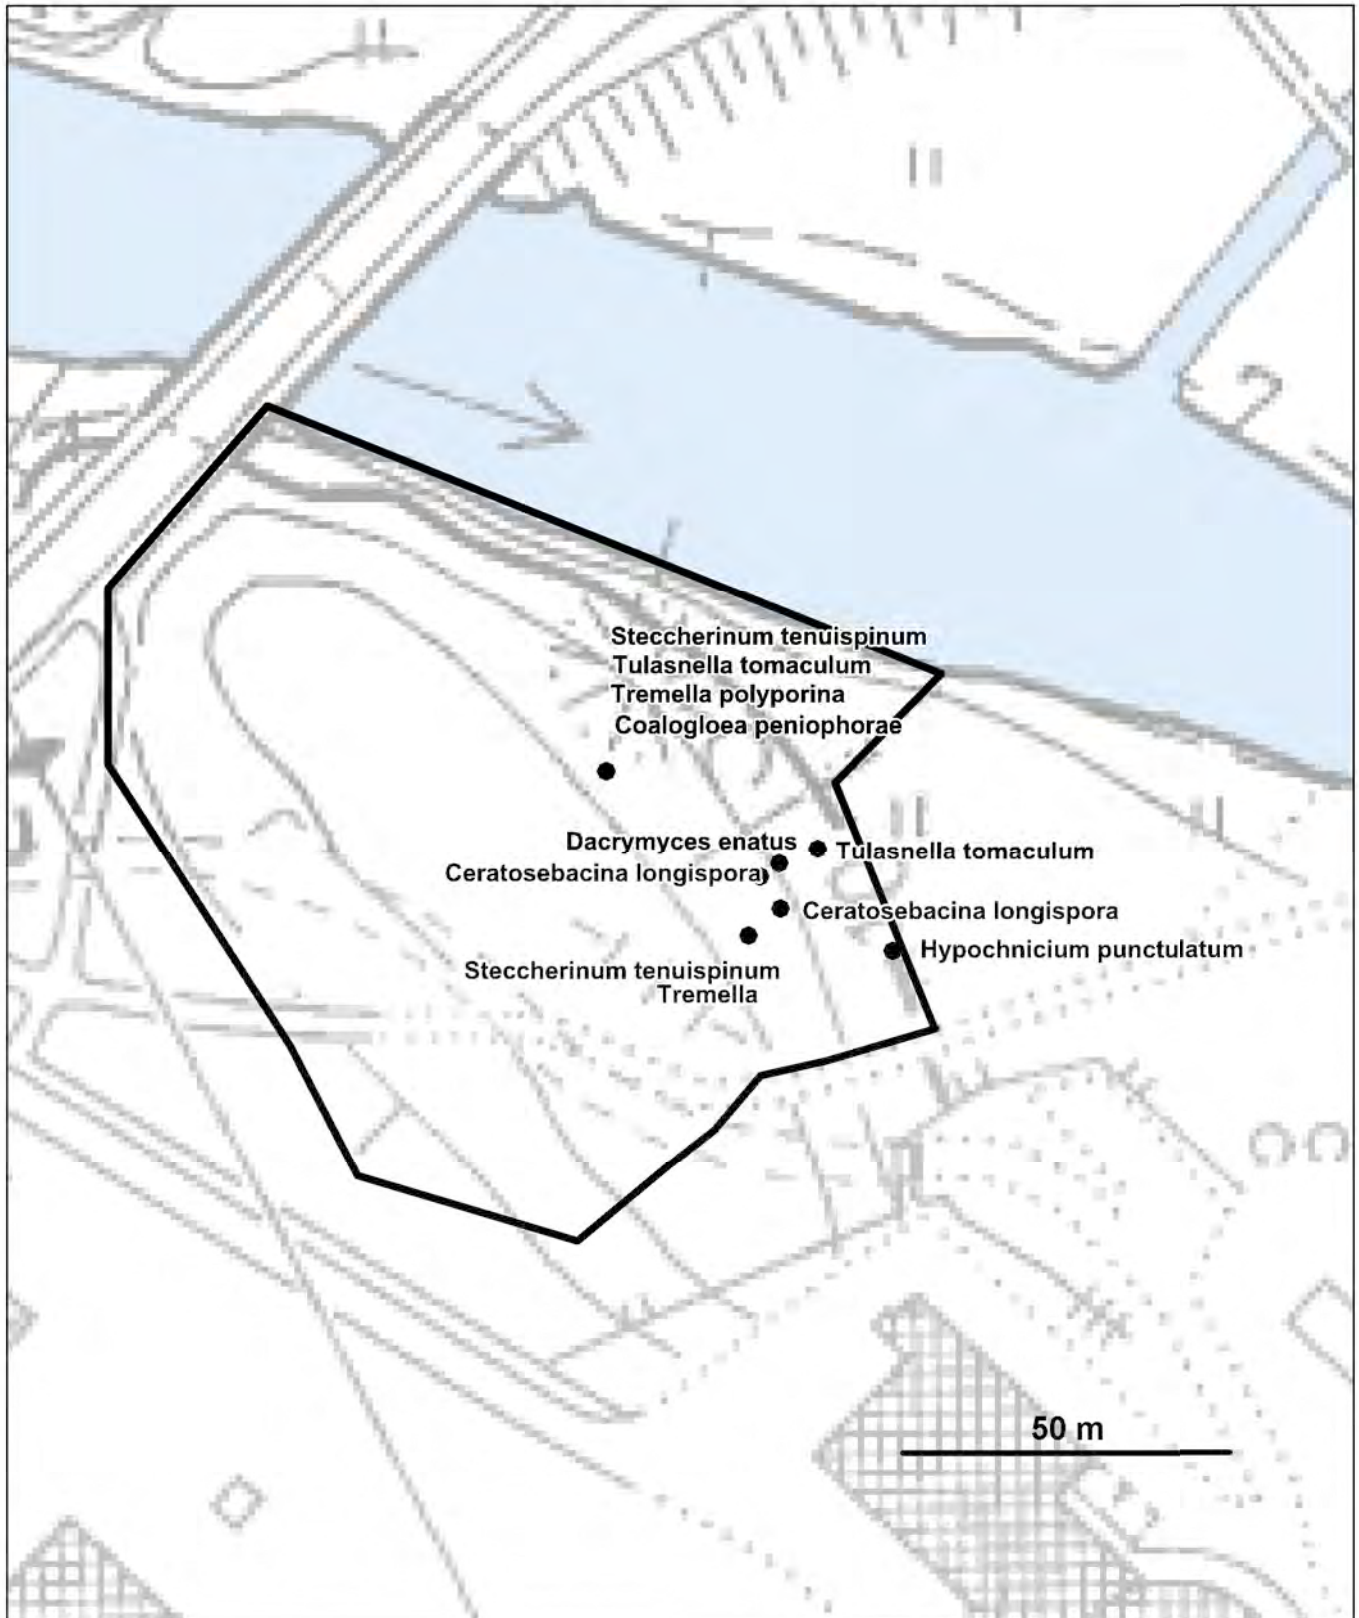 Steccherinum tenuispinum
Tulasnella tomaculum
Tremella polyporina
Coalogloea peniophorae
Dacrymyces enatus
Tulasnella tomaculum
Ceratosebacina longispora
Ceratosebacina longispora
Hypochnicium punctulatum
Steccherinum tenuispinum
Tremella
50 m